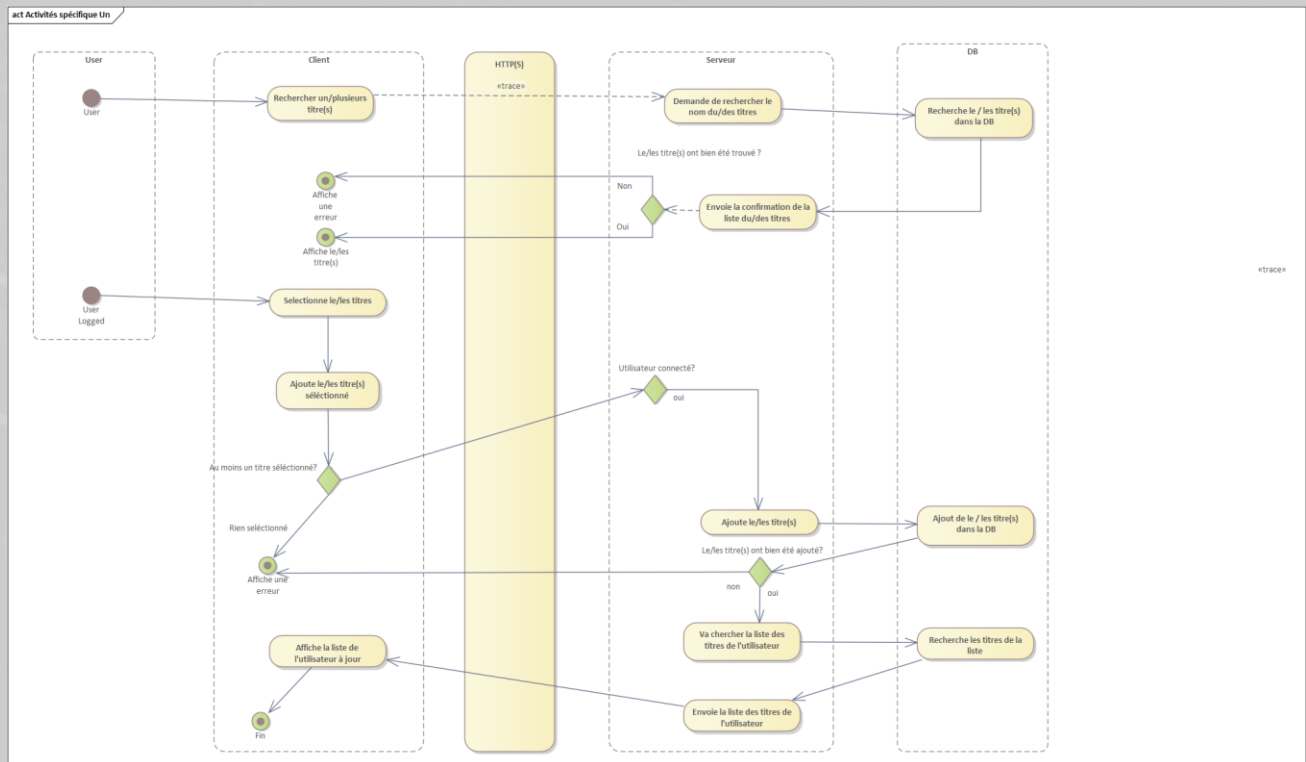 act Activités spécifique Un
User
Client
HTTP(S)
Serveur
DB
«trace»
User
Rechercher un/plusieurs
titre(s)
Demande de rechercher le
nom du/des titres
Recherche le / les titre(s)
dans la DB
Le/les titre(s) ont bien été trouvé ?
Non
Affiche
une
erreur
Envoie la confirmation de la
liste du/des titres
Oui
Affiche le/les
titre(s)
«trace»
User
Logged
Selectionne le/les titres
Ajoute le/les titre(s)
séléctionné
Utilisateur connecté?
oui
Au moins un titre séléctionné?
Rien seléctionné
Ajoute le/les titre(s)
Ajout de le / les titre(s)
dans la DB
Le/les titre(s) ont bien été ajouté?
Affiche une
erreur
non
oui
Affiche la liste de
l'utilisateur à jour
Va chercher la liste des
titres de l'utilisateur
Recherche les titres de la
liste
Envoie la liste des titres de
l'utilisateur
Fin